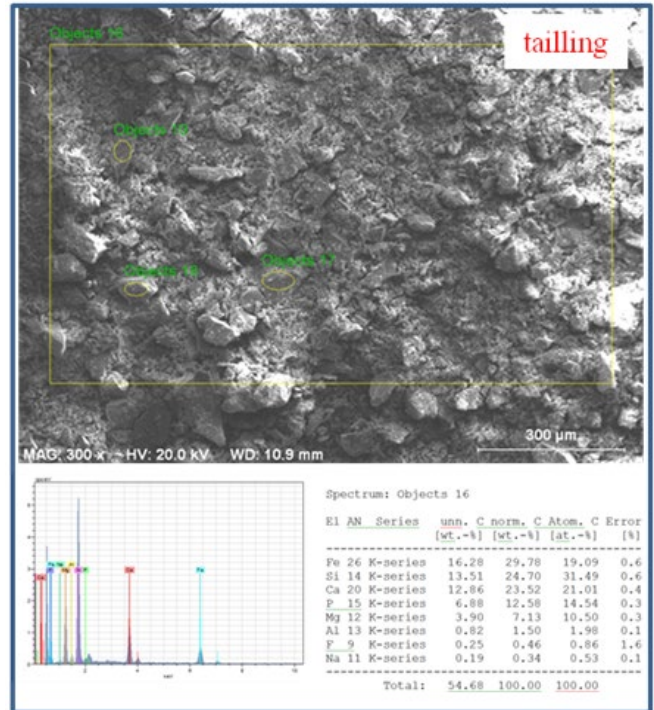 tailling
Objects 16
MAG: 300 x HV: 20.0 kV WD: 10.9 mm
300 µm
Spectrum: Objects 16
El AN Series unn. C norm. C Atom. C Error
[wt.-%] [wt.-%] [at.-%] [%]
Fe 26 K-series 16.28 29.78 19.09 0.6
Si 14 K-series 13.51 24.70 31.49 0.6
Ca 20 K-series 12.86 23.52 21.01 0.4
P 15 K-series 6.88 12.58 14.54 0.3
Mg 12 K-series 3.90 7.13 10.50 0.3
Al 13 K-series 0.82 1.50 1.98 0.1
F 9 K-series 0.25 0.46 0.86 1.6
Na 11 K-series 0.19 0.34 0.53 0.1
Total: 54.68 100.00 100.00
Objects 17